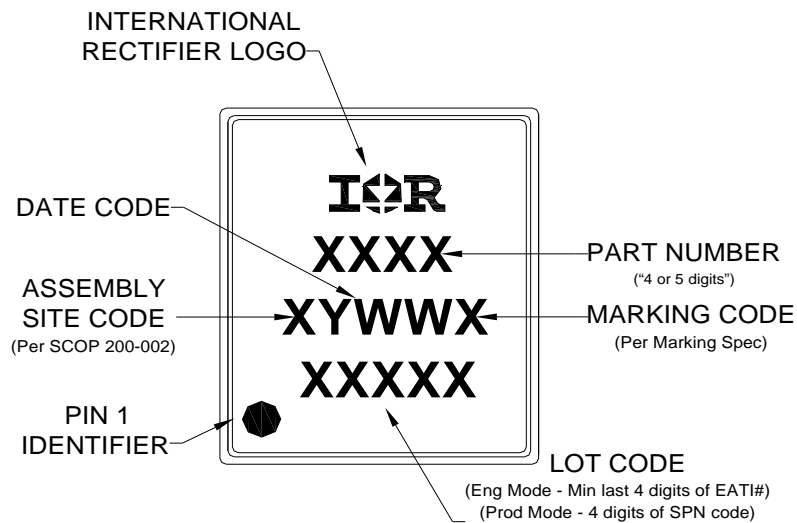 INTERNATIONAL
RECTIFIER LOGO
IOR
XXXX
DATE CODE
PART NUMBER
(“4 or 5 digits”)
ASSEMBLY
SITE CODE
(Per SCOP 200-002)
XYWWX
MARKING CODE
(Per Marking Spec)
XXXXX
PIN 1
IDENTIFIER
LOT CODE
(Eng Mode - Min last 4 digits of EATI#)
(Prod Mode - 4 digits of SPN code)